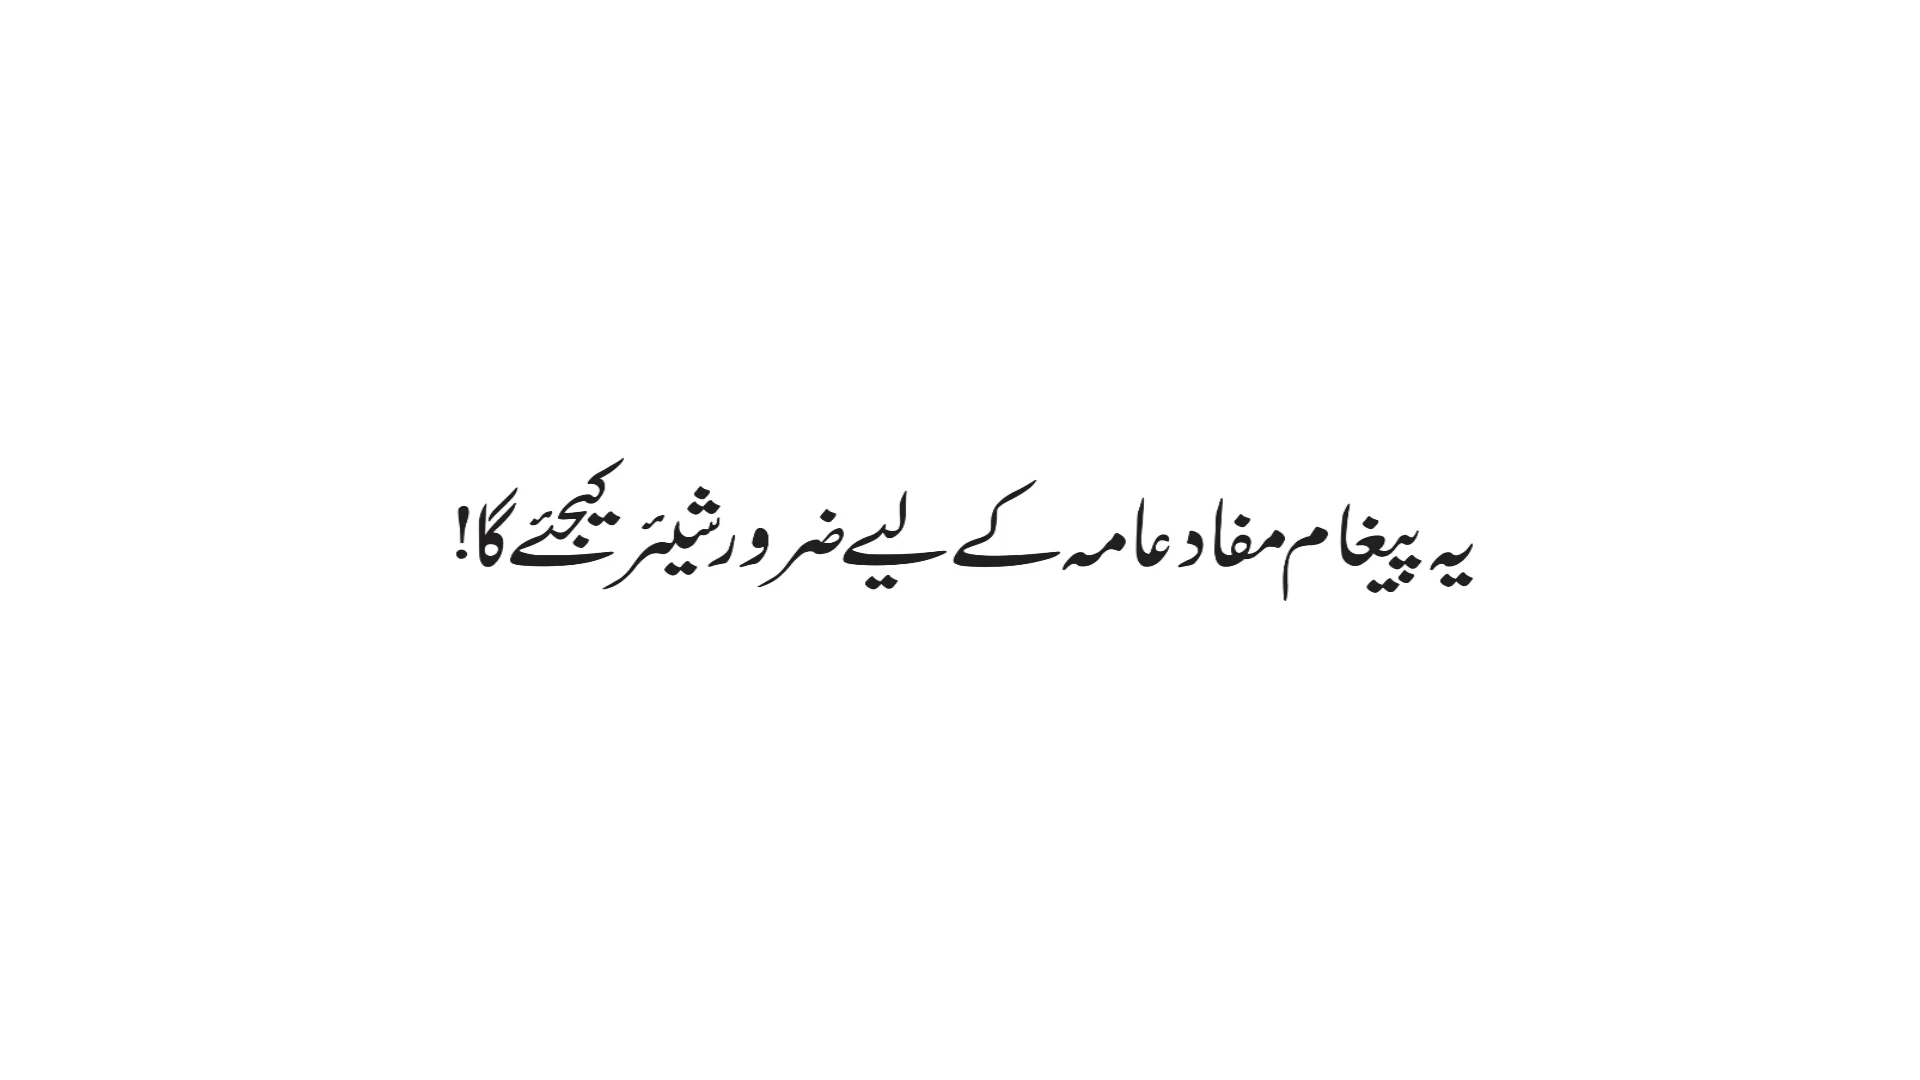 یہ پیغام مفاد عامہ کے لیے ضرور شیئر کیجئے گا!